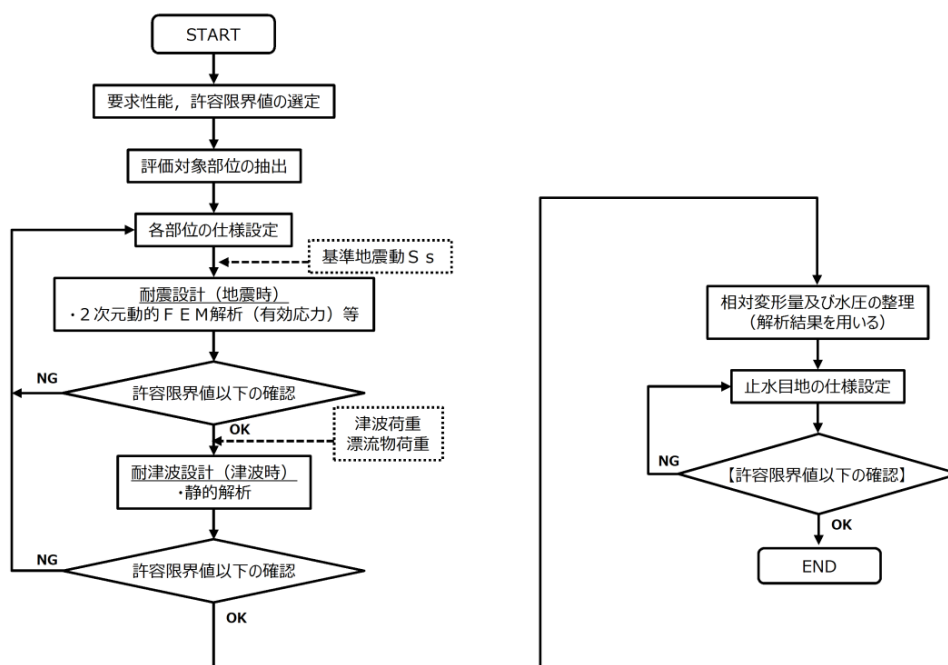 START
要求性能，許容限界値の選定
評価対象部位の抽出
各部位の仕様設定
基準地震動Ｓｓ
耐震設計（地震時）
・２次元動的ＦＥＭ解析（有効応力）等
NG
許容限界値以下の確認
OK
津波荷重
漂流物荷重
耐津波設計（津波時）
・静的解析
NG
許容限界値以下の確認
OK
相対変形量及び水圧の整理
（解析結果を用いる）
止水目地の仕様設定
NG
【許容限界値以下の確認】
OK
END